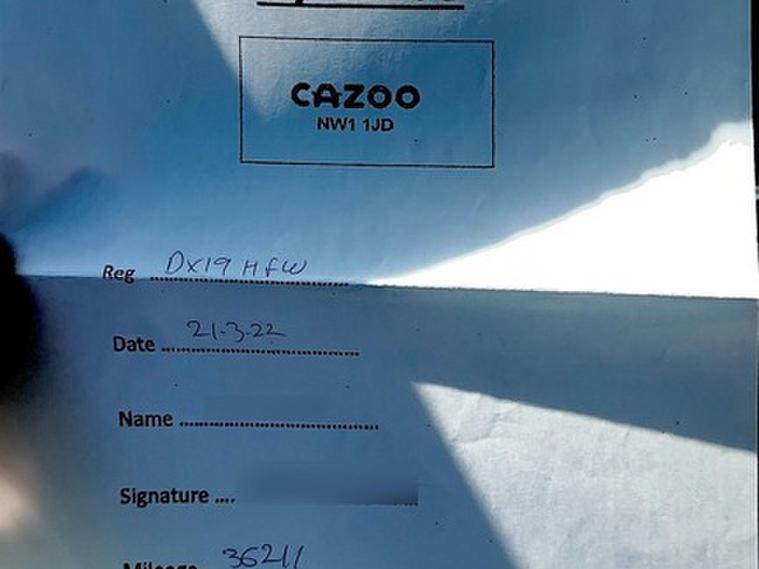 CAZOO
NW1 1JD
Reg DX19 HFW
Date 21-3-22
Name
Signature
Mileage 36211